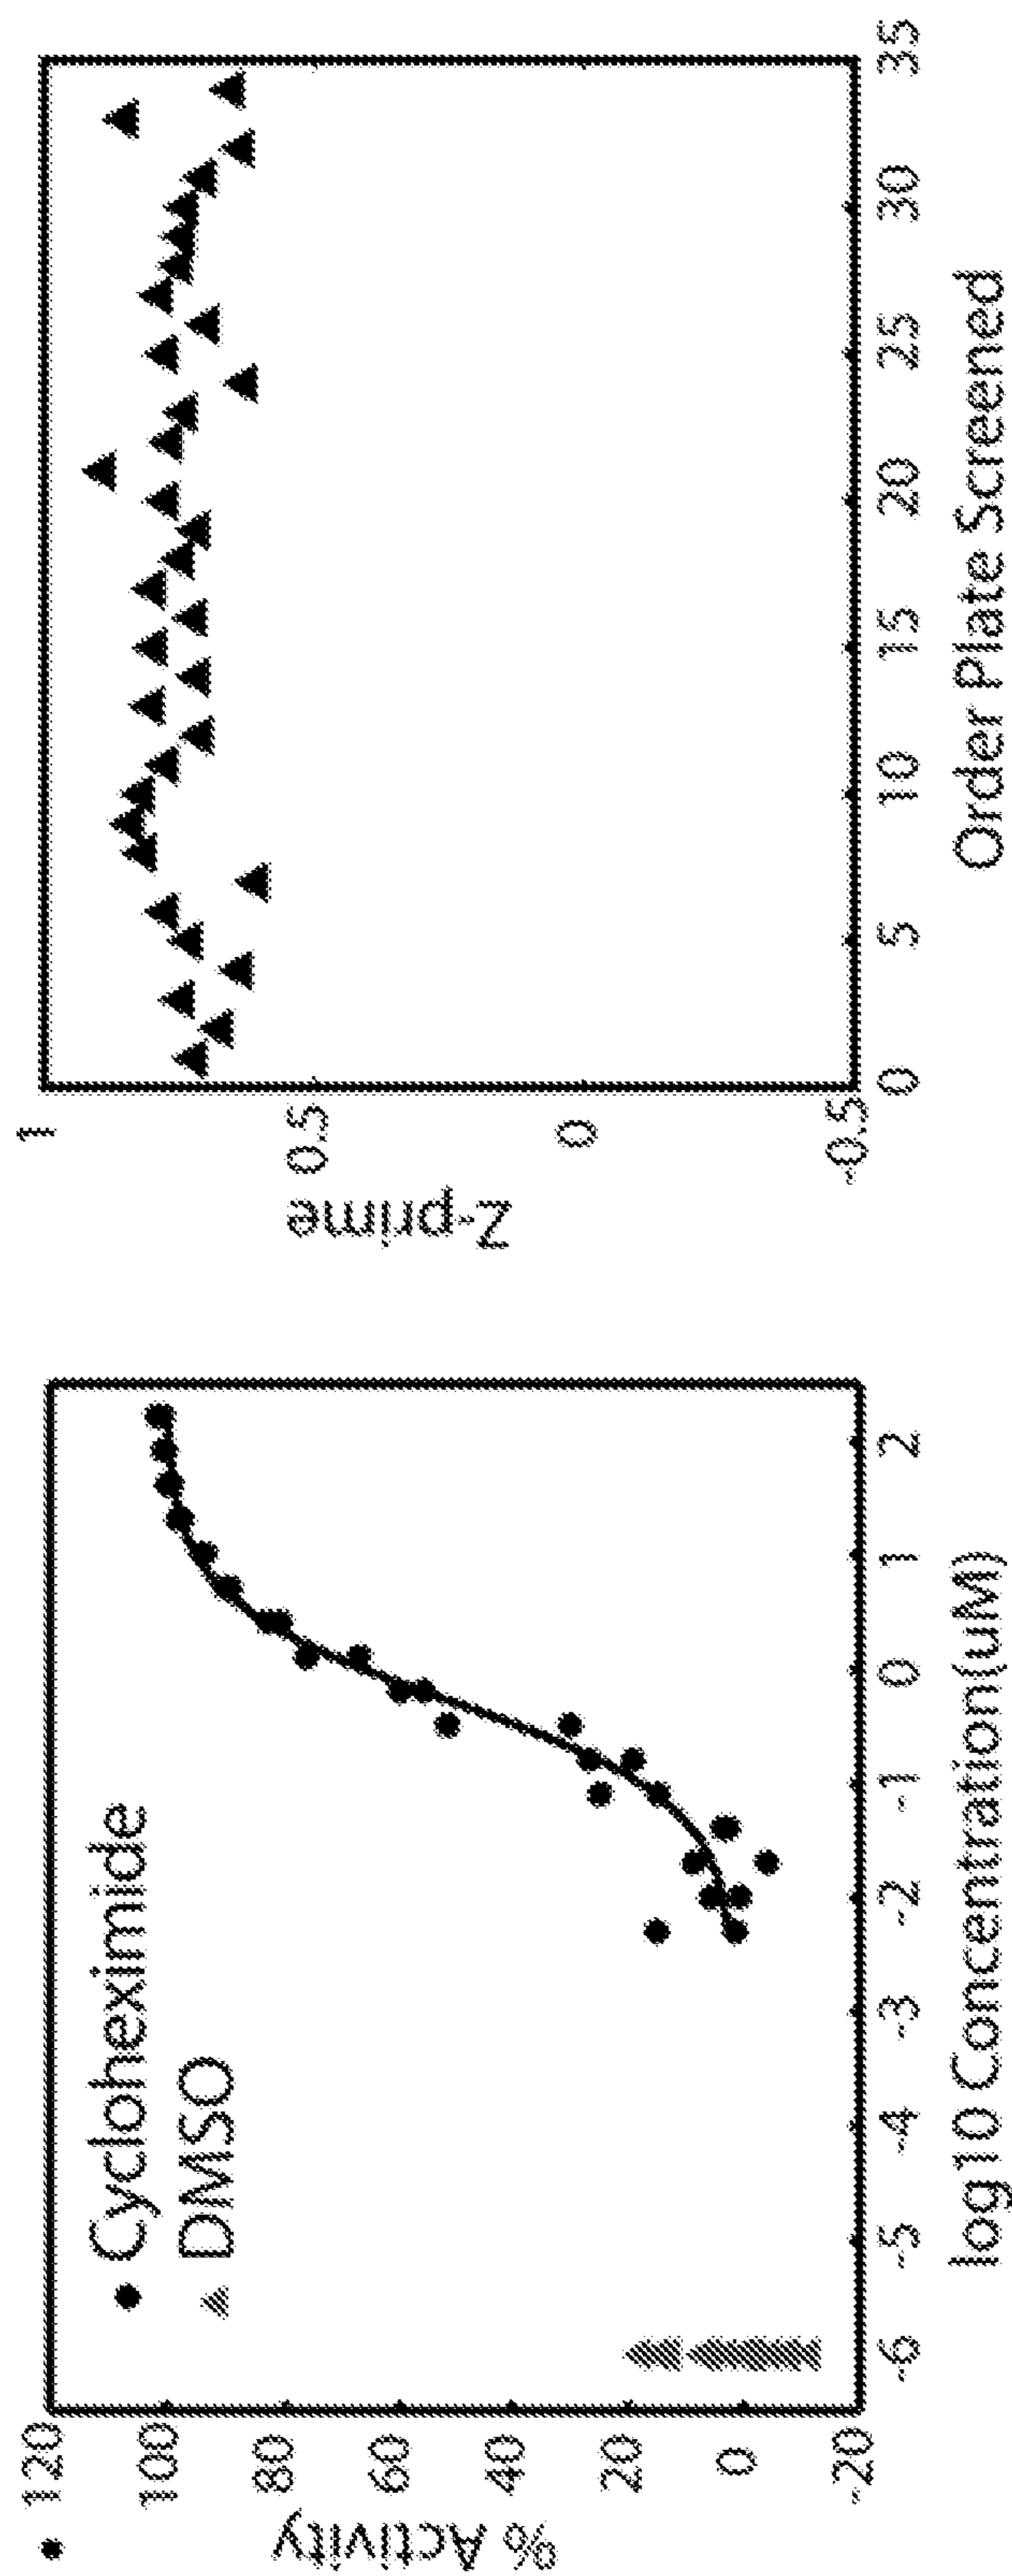 120
100
80
60
40
20
0
-20
% Activity
Cycloheximide
DMSO
-6 -5 -4 -3 -2 -1 0 1 2
log10 Concentration(uM)
1
0.5
0
-0.5
Z-prime
0 5 10 15 20 25 30 35
Order Plate Screened